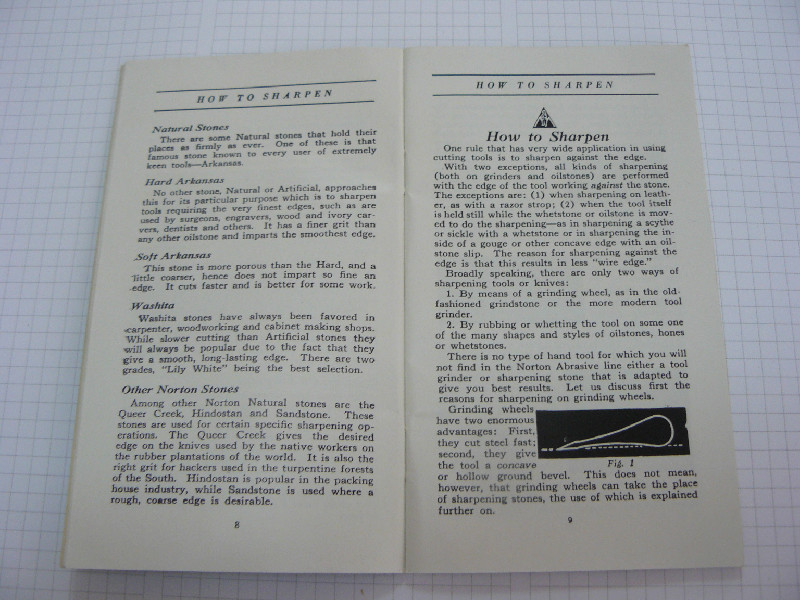 HOW TO SHARPEN
Natural Stones
There are some Natural stones that hold their
places as firmly as ever. One of these is that
famous stone known to every user of extremely
keen tools—Arkansas.
Hard Arkansas
No other stone, Natural or Artificial, approaches
this for its particular purpose which is to sharpen
tools requiring the very finest edges, such as are
used by surgeons, engravers, wood and ivory car-
vers, dentists and others. It has a finer grit than
any other oilstone and imparts the smoothest edge.
Soft Arkansas
This stone is more porous than the Hard, and a
little coarser, hence does not impart so fine an
edge. It cuts faster and is better for some work.
Washita
Washita stones have always been favored in
carpenter, woodworking and cabinet making shops.
While slower cutting than Artificial stones they
will always be popular due to the fact that they
give a smooth, long-lasting edge. There are two
grades, "Lily White" being the best selection.
Other Norton Stones
Among other Norton Natural stones are the
Queer Creek, Hindostan and Sandstone. These
stones are used for certain specific sharpening op-
erations. The Queer Creek gives the desired
edge on the knives used by the native workers on
the rubber plantations of the world. It is also the
right grit for hackers used in the turpentine forests
of the South. Hindostan is popular in the packing
house industry, while Sandstone is used where a
rough, coarse edge is desirable.
8
HOW TO SHARPEN
How to Sharpen
One rule that has very wide application in using
cutting tools is to sharpen against the edge.
With two exceptions, all kinds of sharpening
(both on grinders and oilstones) are performed
with the edge of the tool working against the stone.
The exceptions are: (1) when sharpening on leath-
er, as with a razor strop; (2) when the tool itself
is held still while the whetstone or oilstone is mov-
ed to do the sharpening—as in sharpening a scythe
or sickle with a whetstone or in sharpening the in-
side of a gouge or other concave edge with an oil-
stone slip. The reason for sharpening against the
edge is that this results in less "wire edge."
Broadly speaking, there are only two ways of
sharpening tools or knives:
1. By means of a grinding wheel, as in the old-
fashioned grindstone or the more modern tool
grinder.
2. By rubbing or whetting the tool on some one
of the many shapes and styles of oilstones, hones
or whetstones.
There is no type of hand tool for which you will
not find in the Norton Abrasive line either a tool
grinder or sharpening stone that is adapted to
give you best results. Let us discuss first the
reasons for sharpening on grinding wheels.
Grinding wheels
have two enormous
advantages: First,
they cut steel fast;
second, they give
the tool a concave
Fig. 1
or hollow ground bevel. This does not mean,
however, that grinding wheels can take the place
of sharpening stones, the use of which is explained
further on.
9